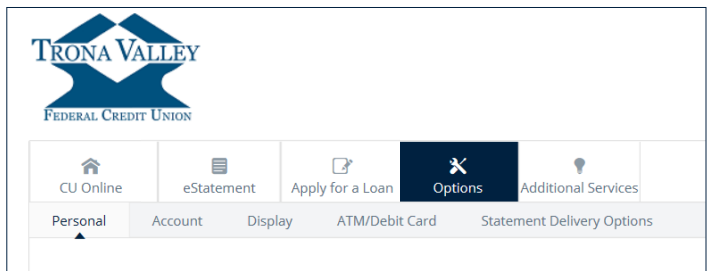 TRONA VALLEY
FEDERAL CREDIT UNION
CU Online eStatement Apply for a Loan Options Additional Services
Personal Account Display ATM/Debit Card Statement Delivery Options